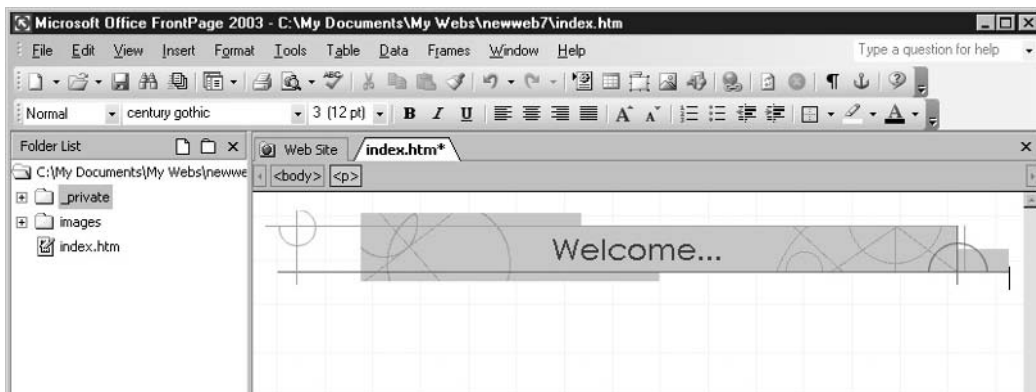 Microsoft Office FrontPage 2003 - C:\My Documents\My Webs\newweb7\index.htm
File Edit View Insert Format Tools Table Data Frames Window Help Type a question for help
Normal century gothic 3 (12 pt) B I U A A A
Folder List Web Site index.htm*
C:\My Documents\My Webs\newwe <body> <p>
_private
images
index.htm
Welcome...